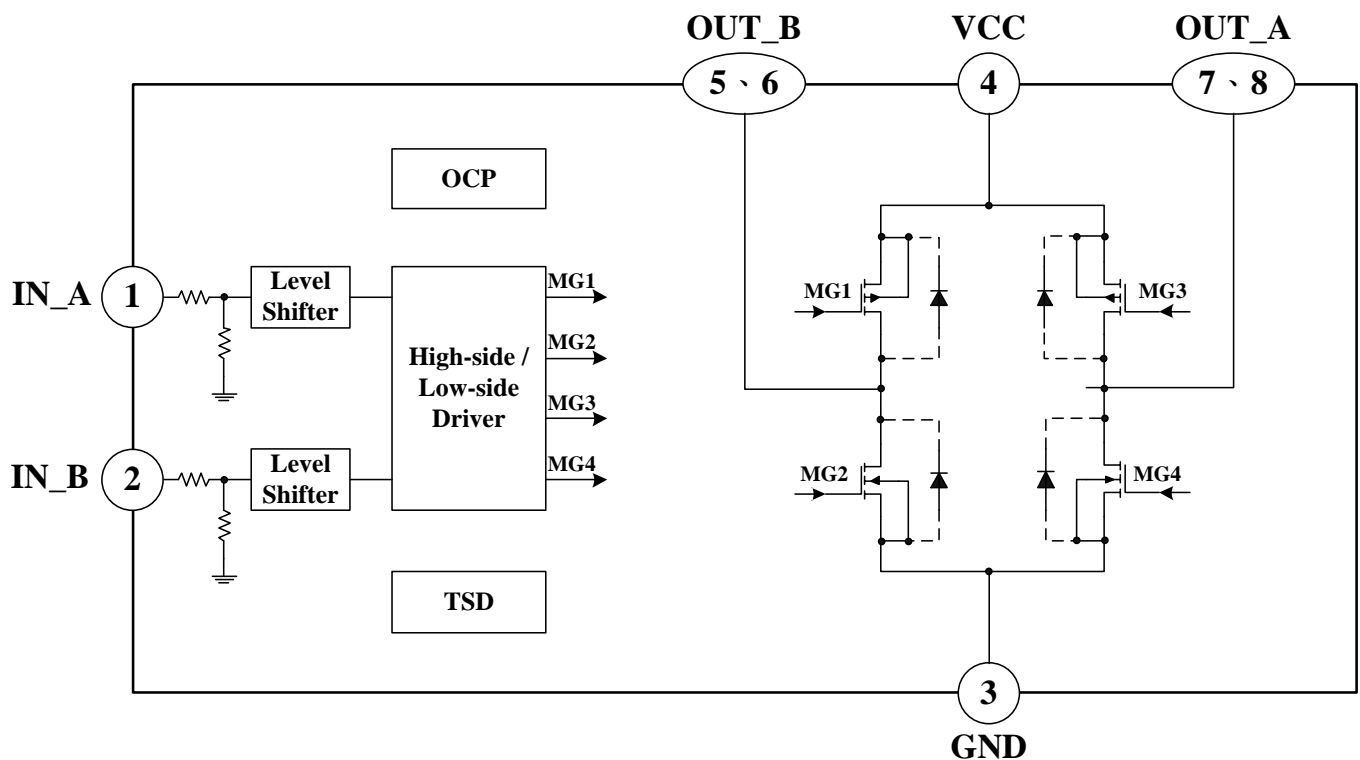 OUT_B
VCC
OUT_A
5、6
4
7、8
OCP
IN_A
1
Level
Shifter
MG1
MG2
MG3
MG4
High-side /
Low-side
Driver
IN_B
2
Level
Shifter
TSD
MG1
MG3
MG2
MG4
3
GND